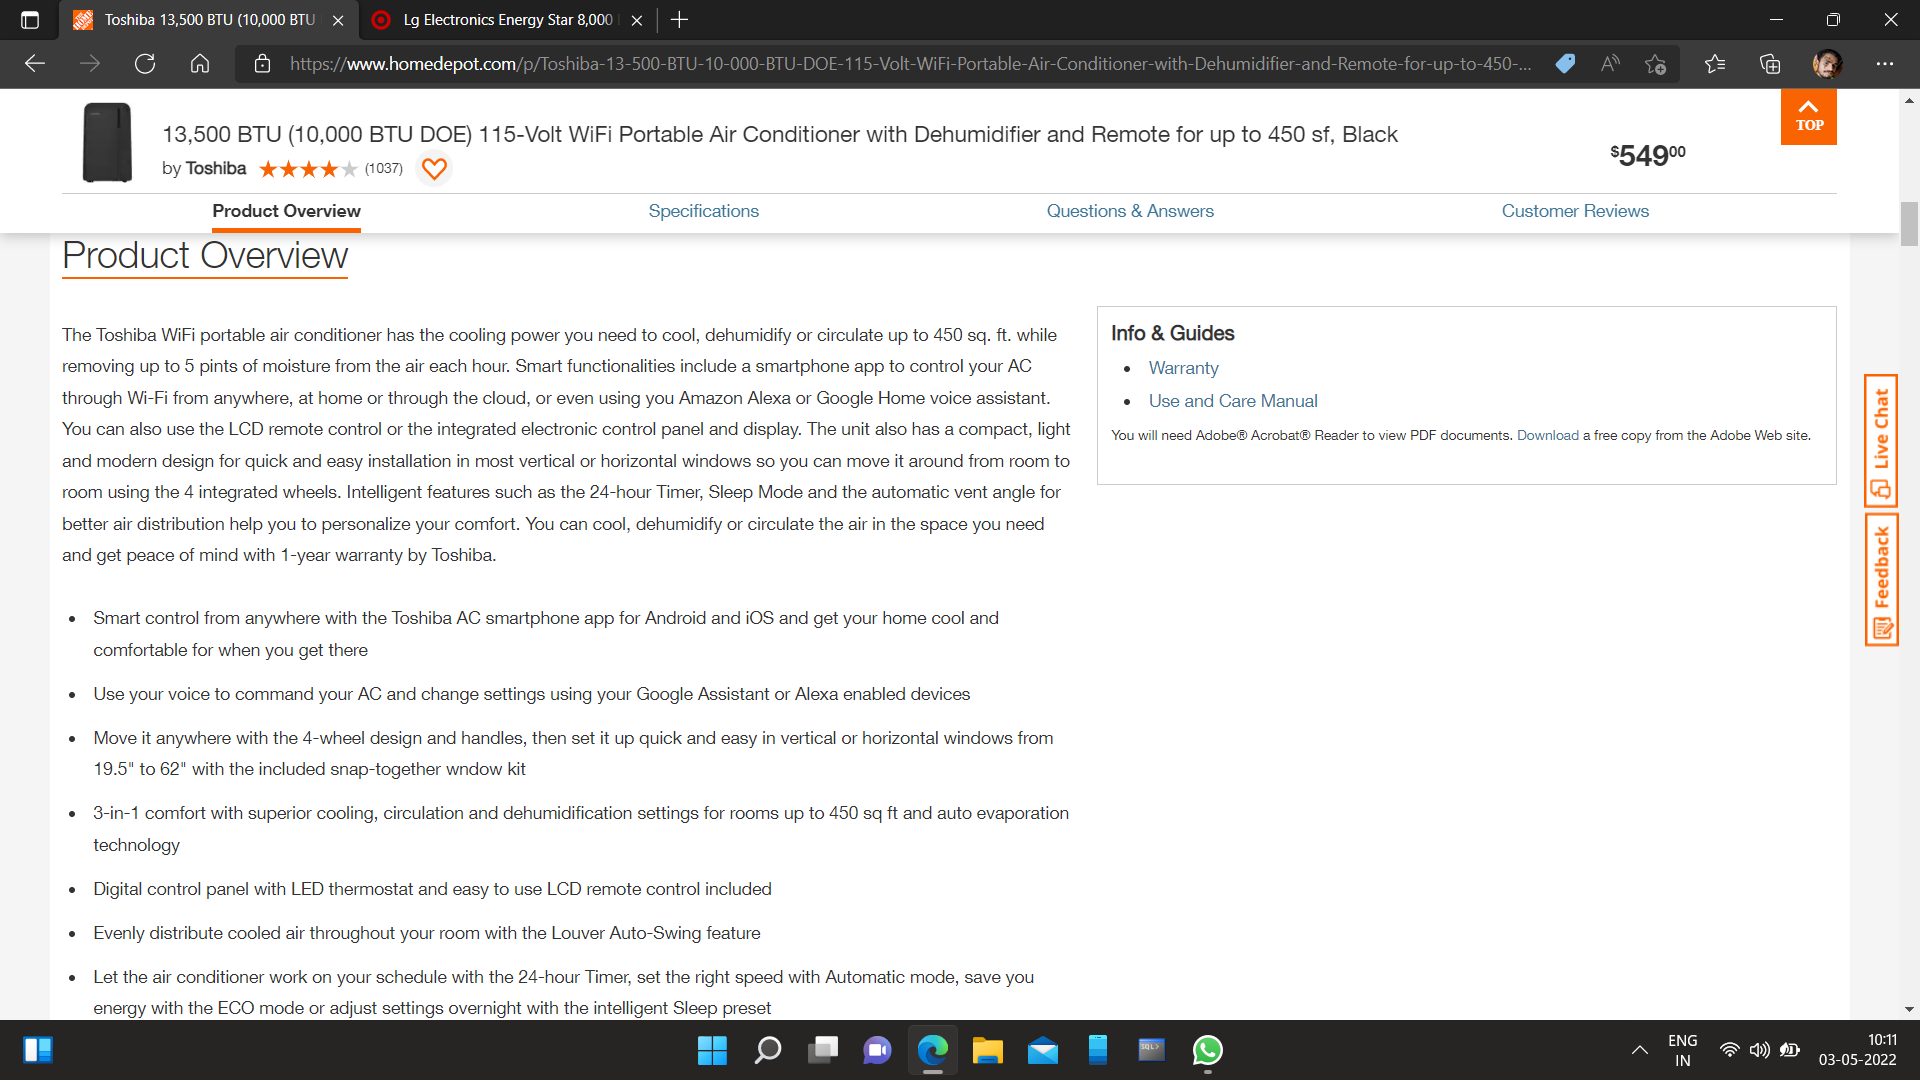 Toshiba 13,500 BTU (10,000 BTU
Lg Electronics Energy Star 8,000
https://www.homedepot.com/p/Toshiba-13-500-BTU-10-000-BTU-DOE-115-Volt-WiFi-Portable-Air-Conditioner-with-Dehumidifier-and-Remote-for-up-to-450-...
13,500 BTU (10,000 BTU DOE) 115-Volt WiFi Portable Air Conditioner with Dehumidifier and Remote for up to 450 sf, Black
by Toshiba (1037)
$54900
TOP
Product Overview Specifications Questions & Answers Customer Reviews
Product Overview
The Toshiba WiFi portable air conditioner has the cooling power you need to cool, dehumidify or circulate up to 450 sq. ft. while
removing up to 5 pints of moisture from the air each hour. Smart functionalities include a smartphone app to control your AC
through Wi-Fi from anywhere, at home or through the cloud, or even using you Amazon Alexa or Google Home voice assistant.
You can also use the LCD remote control or the integrated electronic control panel and display. The unit also has a compact, light
and modern design for quick and easy installation in most vertical or horizontal windows so you can move it around from room to
room using the 4 integrated wheels. Intelligent features such as the 24-hour Timer, Sleep Mode and the automatic vent angle for
better air distribution help you to personalize your comfort. You can cool, dehumidify or circulate the air in the space you need
and get peace of mind with 1-year warranty by Toshiba.
• Smart control from anywhere with the Toshiba AC smartphone app for Android and iOS and get your home cool and
comfortable for when you get there
• Use your voice to command your AC and change settings using your Google Assistant or Alexa enabled devices
• Move it anywhere with the 4-wheel design and handles, then set it up quick and easy in vertical or horizontal windows from
19.5" to 62" with the included snap-together wndow kit
• 3-in-1 comfort with superior cooling, circulation and dehumidification settings for rooms up to 450 sq ft and auto evaporation
technology
• Digital control panel with LED thermostat and easy to use LCD remote control included
• Evenly distribute cooled air throughout your room with the Louver Auto-Swing feature
• Let the air conditioner work on your schedule with the 24-hour Timer, set the right speed with Automatic mode, save you
energy with the ECO mode or adjust settings overnight with the intelligent Sleep preset
Info & Guides
• Warranty
• Use and Care Manual
You will need Adobe® Acrobat® Reader to view PDF documents. Download a free copy from the Adobe Web site.
Live Chat
Feedback
SQL>
ENG
IN
10:11
03-05-2022